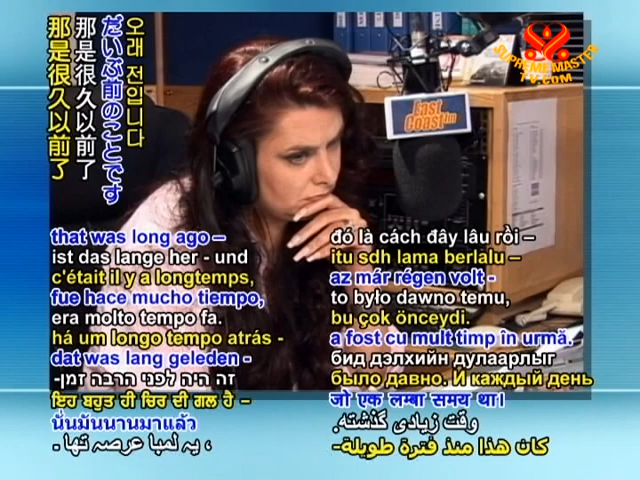 오래 전입니다
だいぶ前のことです
那是很久以前了
那是很久以前了
SUPREME MASTER
TV.COM
East
Coast fm
that was long ago –
ist das lange her - und
c'était il y a longtemps,
fue hace mucho tiempo,
era molto tempo fa.
há um longo tempo atrás -
dat was lang geleden -
זה היה לפני הרבה זמן-
ਇਹ ਬਹੁਤ ਹੀ ਚਿਰ ਦੀ ਗਲ ਹੈ –
นั่นมันนานมาแล้ว
، یہ لمبا عرصہ تھا -
đó là cách đây lâu rồi –
itu sdh lama berlalu –
az már régen volt -
to było dawno temu,
bu çok önceydi.
a fost cu mult timp în urmă.
бид дэлхийн дулаарлыг
было давно. И каждый день
जो एक लम्बा समय था।
وقت زیادی گذشته.
كان هذا منذ فترة طويلة-